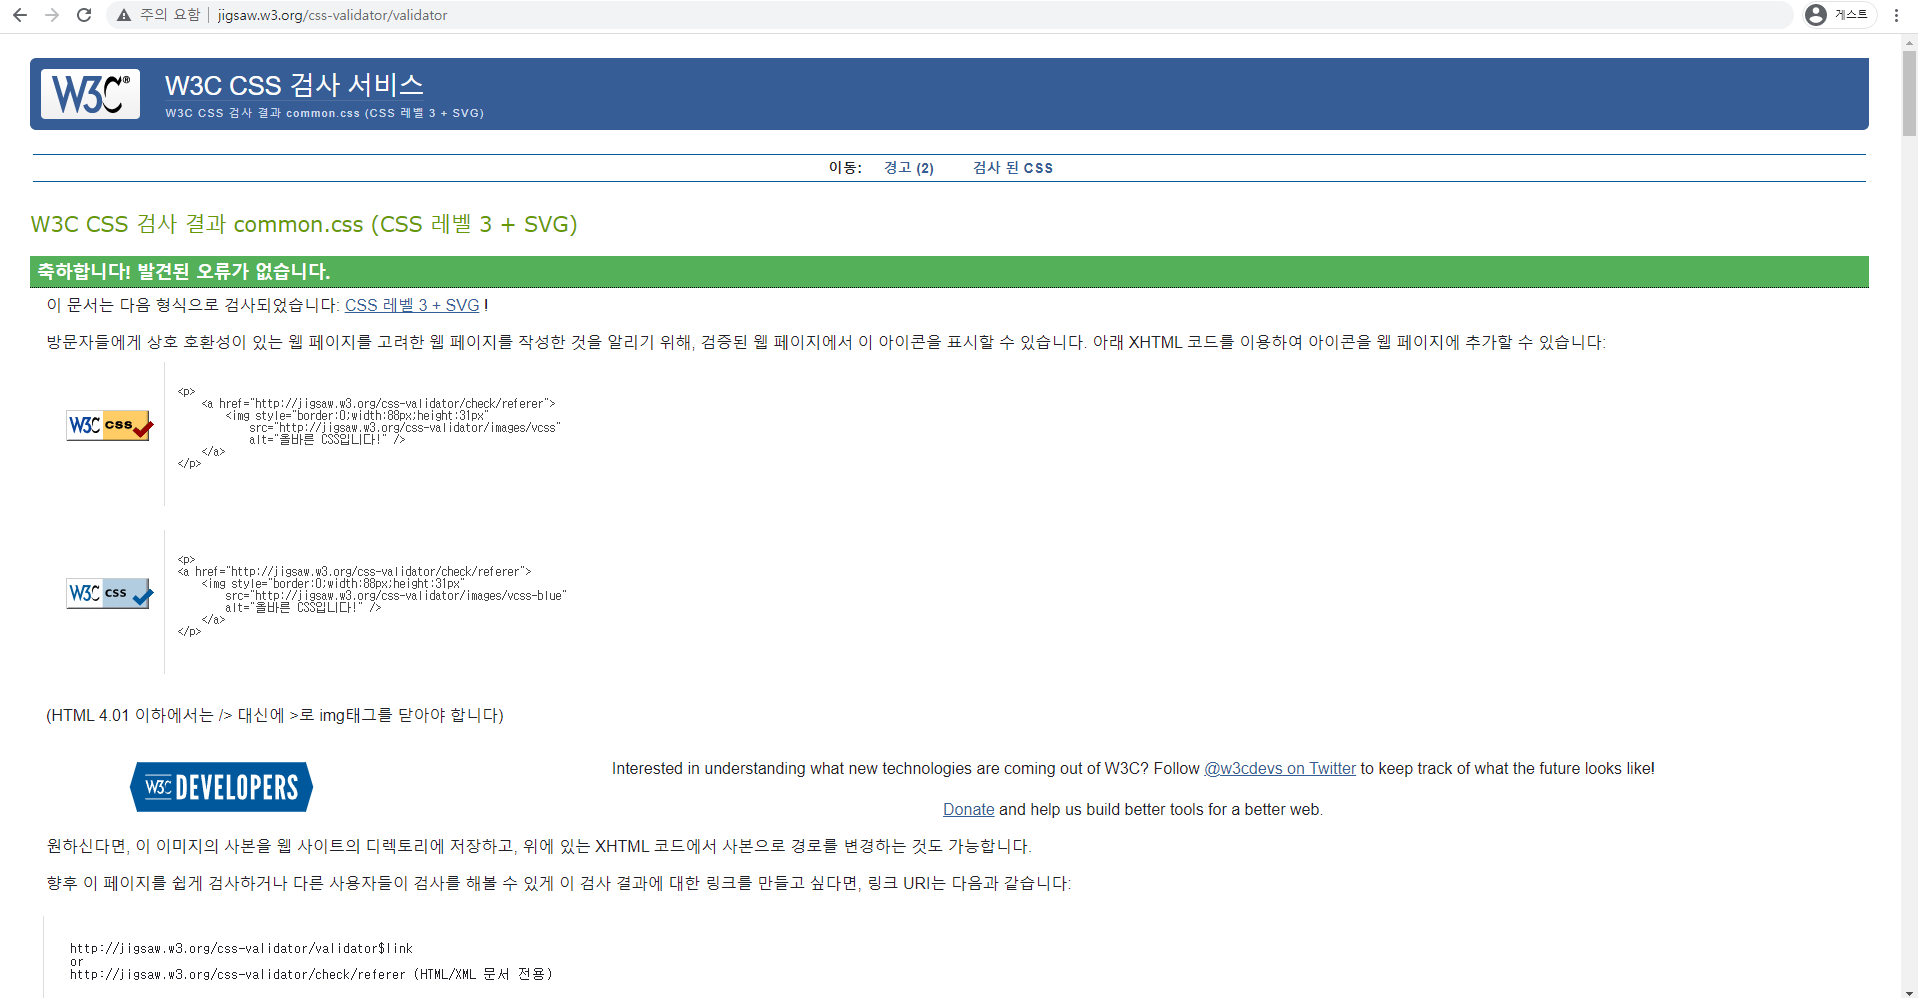 주의 요함 | jigsaw.w3.org/css-validator/validator 게스트
W3C®
W3C CSS 검사 서비스
W3C CSS 검사 결과 common.css (CSS 레벨 3 + SVG)
이동: 경고 (2) 검사 된 CSS
W3C CSS 검사 결과 common.css (CSS 레벨 3 + SVG)
축하합니다! 발견된 오류가 없습니다.
이 문서는 다음 형식으로 검사되었습니다: CSS 레벨 3 + SVG !
방문자들에게 상호 호환성이 있는 웹 페이지를 고려한 웹 페이지를 작성한 것을 알리기 위해, 검증된 웹 페이지에서 이 아이콘을 표시할 수 있습니다. 아래 XHTML 코드를 이용하여 아이콘을 웹 페이지에 추가할 수 있습니다:
W3C css
<p>
<a href="http://jigsaw.w3.org/css-validator/check/referer">
<img style="border:0;width:88px;height:31px"
src="http://jigsaw.w3.org/css-validator/images/vcss"
alt="올바른 CSS입니다!" />
</a>
</p>
W3C css
<p>
<a href="http://jigsaw.w3.org/css-validator/check/referer">
<img style="border:0;width:88px;height:31px"
src="http://jigsaw.w3.org/css-validator/images/vcss-blue"
alt="올바른 CSS입니다!" />
</a>
</p>
(HTML 4.01 이하에서는 /> 대신에 >로 img태그를 닫아야 합니다)
W3C DEVELOPERS
Interested in understanding what new technologies are coming out of W3C? Follow @w3cdevs on Twitter to keep track of what the future looks like!
Donate and help us build better tools for a better web.
원하신다면, 이 이미지의 사본을 웹 사이트의 디렉토리에 저장하고, 위에 있는 XHTML 코드에서 사본으로 경로를 변경하는 것도 가능합니다.
향후 이 페이지를 쉽게 검사하거나 다른 사용자들이 검사를 해볼 수 있게 이 검사 결과에 대한 링크를 만들고 싶다면, 링크 URI는 다음과 같습니다:
http://jigsaw.w3.org/css-validator/validator$link
or
http://jigsaw.w3.org/css-validator/check/referer (HTML/XML 문서 전용)